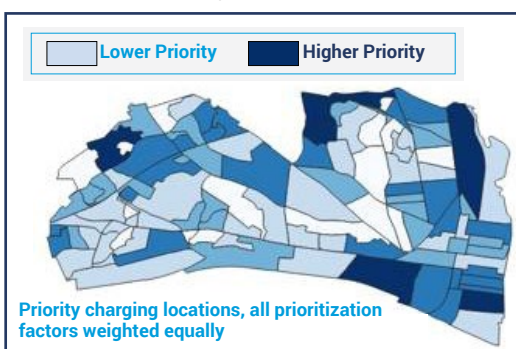 Lower Priority Higher Priority
Priority charging locations, all prioritization
factors weighted equally